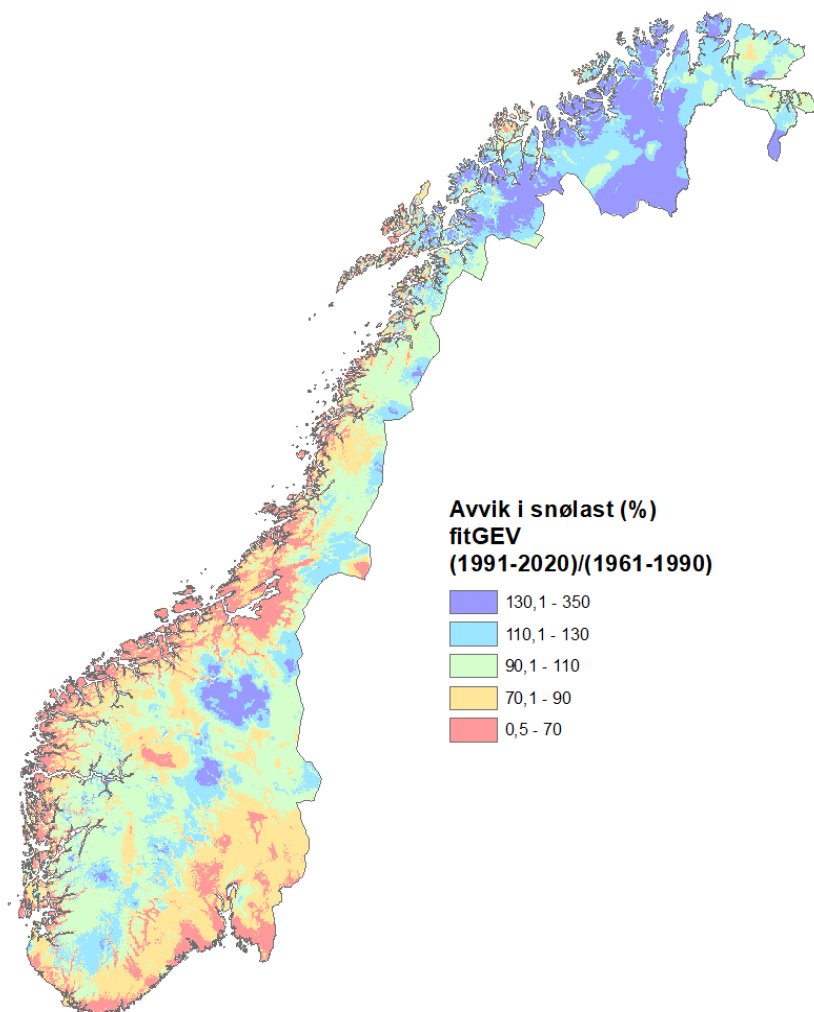 Avvik i snølast (%)
fitGEV
(1991-2020)/(1961-1990)
130,1 - 350
110,1 - 130
90,1 - 110
70,1 - 90
0,5 - 70